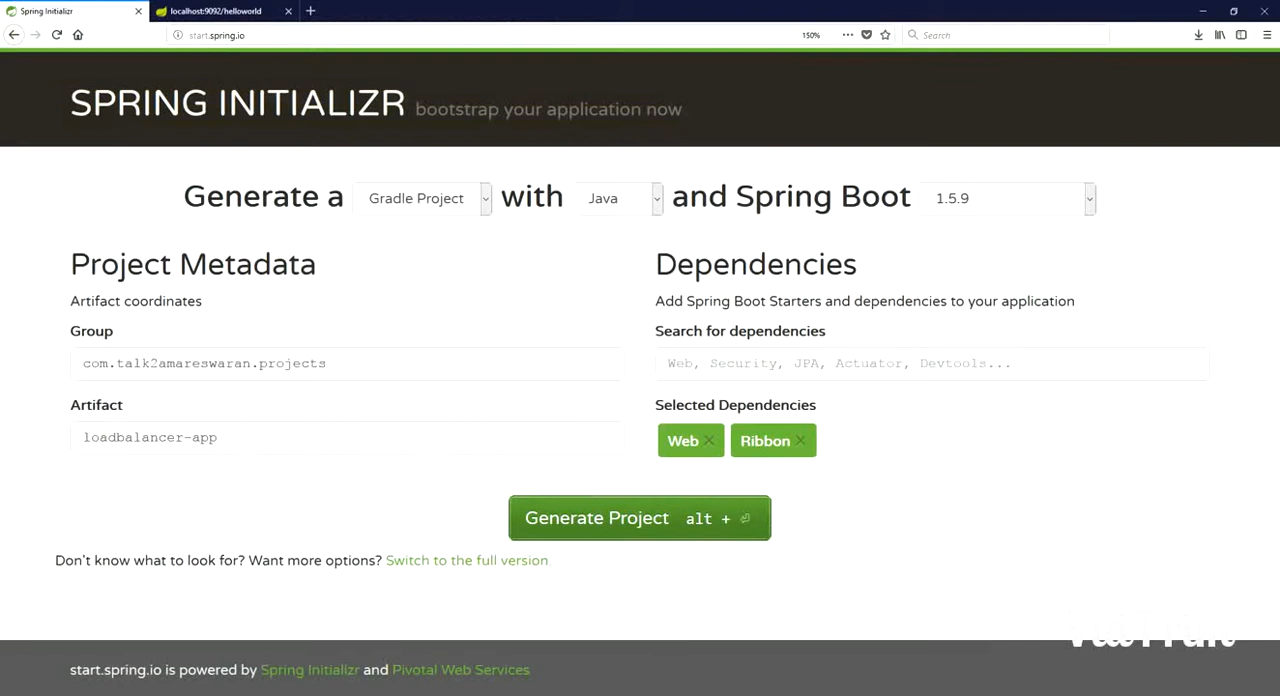 Spring Initializr
localhost:9092/helloworld
start.spring.io
150%
Search
SPRING INITIALIZR bootstrap your application now
Generate a Gradle Project with Java and Spring Boot 1.5.9
Project Metadata
Artifact coordinates
Group
com.talk2amareswaran.projects
Artifact
loadbalancer-app
Dependencies
Add Spring Boot Starters and dependencies to your application
Search for dependencies
Web, Security, JPA, Actuator, Devtools...
Selected Dependencies
Web × Ribbon ×
Generate Project alt + ⏎
Don't know what to look for? Want more options? Switch to the full version.
start.spring.io is powered by Spring Initializr and Pivotal Web Services